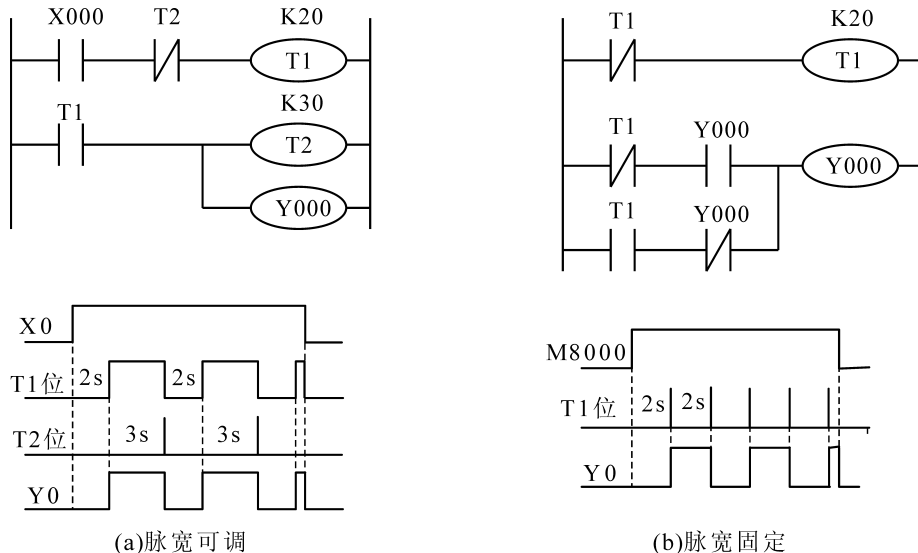 X000 T2 K20
T1
K30
T1
T2
Y000
T1 K20
T1
T1 Y000
Y000
T1 Y000
X0
T1位 2s 2s
T2位 3s 3s
Y0
(a)脉宽可调
M8000
T1位 2s 2s
Y0
(b)脉宽固定